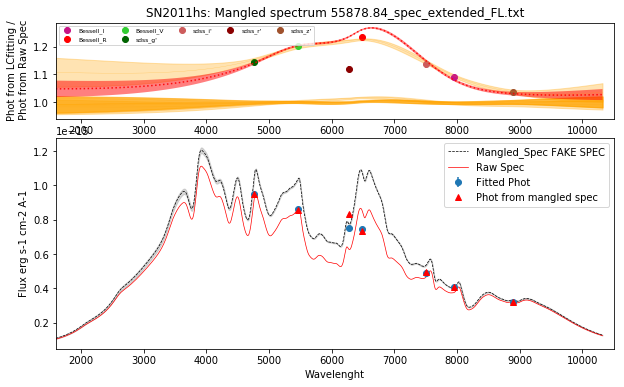 SN2011hs: Mangled spectrum 55878.84_spec_extended_FL.txt
Phot from LCfitting /
Phot from Raw Spec
1.2
1.1
1.0
Bessell_I
Bessell_R
Bessell_V
sdss_g'
sdss_i'
sdss_r'
sdss_z'
2000 3000 4000 5000 6000 7000 8000 9000 10000
Flux erg s-1 cm-2 A-1
1.2
1.0
0.8
0.6
0.4
0.2
Mangled_Spec FAKE SPEC
Raw Spec
Fitted Phot
Phot from mangled spec
2000 3000 4000 5000 6000 7000 8000 9000 10000
Wavelenght